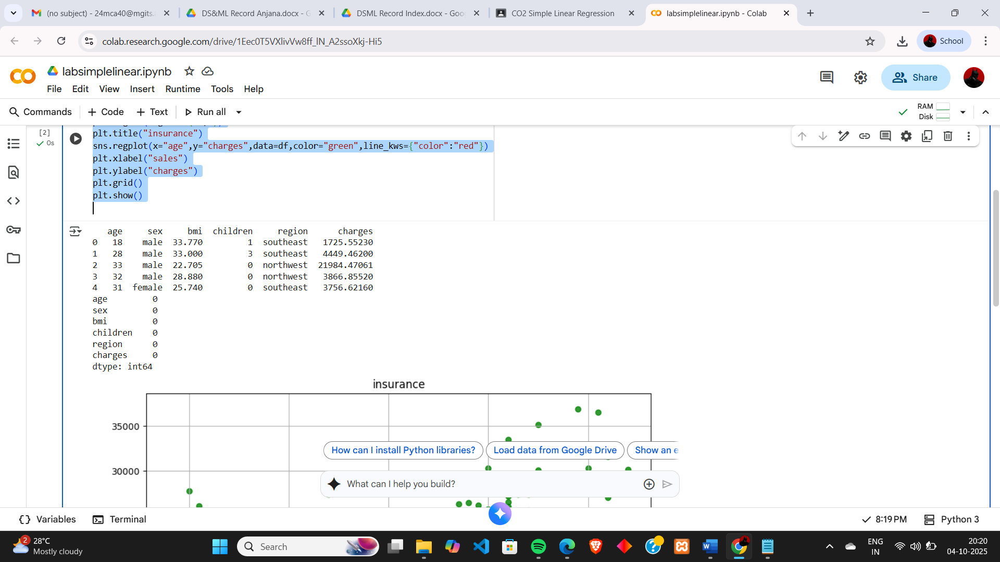 (no subject) - 24mca40@mgits.
DS&ML Record Anjana.docx - G
DSML Record Index.docx - Goo
CO2 Simple Linear Regression
labsimplelinear.ipynb - Colab
colab.research.google.com/drive/1Eec0T5VXlivVw8ff_lN_A2ssoXkj-Hi5
School
CO
labsimplelinear.ipynb
File Edit View Insert Runtime Tools Help
Share
Commands + Code + Text Run all
RAM
Disk
[2]
0s
plt.title("insurance")
sns.regplot(x="age",y="charges",data=df,color="green",line_kws={"color":"red"})
plt.xlabel("sales")
plt.ylabel("charges")
plt.grid()
plt.show()
age sex bmi children region charges
0 18 male 33.770 1 southeast 1725.55230
1 28 male 33.000 3 southeast 4449.46200
2 33 male 22.705 0 northwest 21984.47061
3 32 male 28.880 0 northwest 3866.85520
4 31 female 25.740 0 southeast 3756.62160
age 0
sex 0
bmi 0
children 0
region 0
charges 0
dtype: int64
insurance
35000
30000
How can I install Python libraries?
Load data from Google Drive
Show an e
What can I help you build?
Variables
Terminal
8:19 PM
Python 3
2
28°C
Mostly cloudy
Search
ENG
IN
20:20
04-10-2025